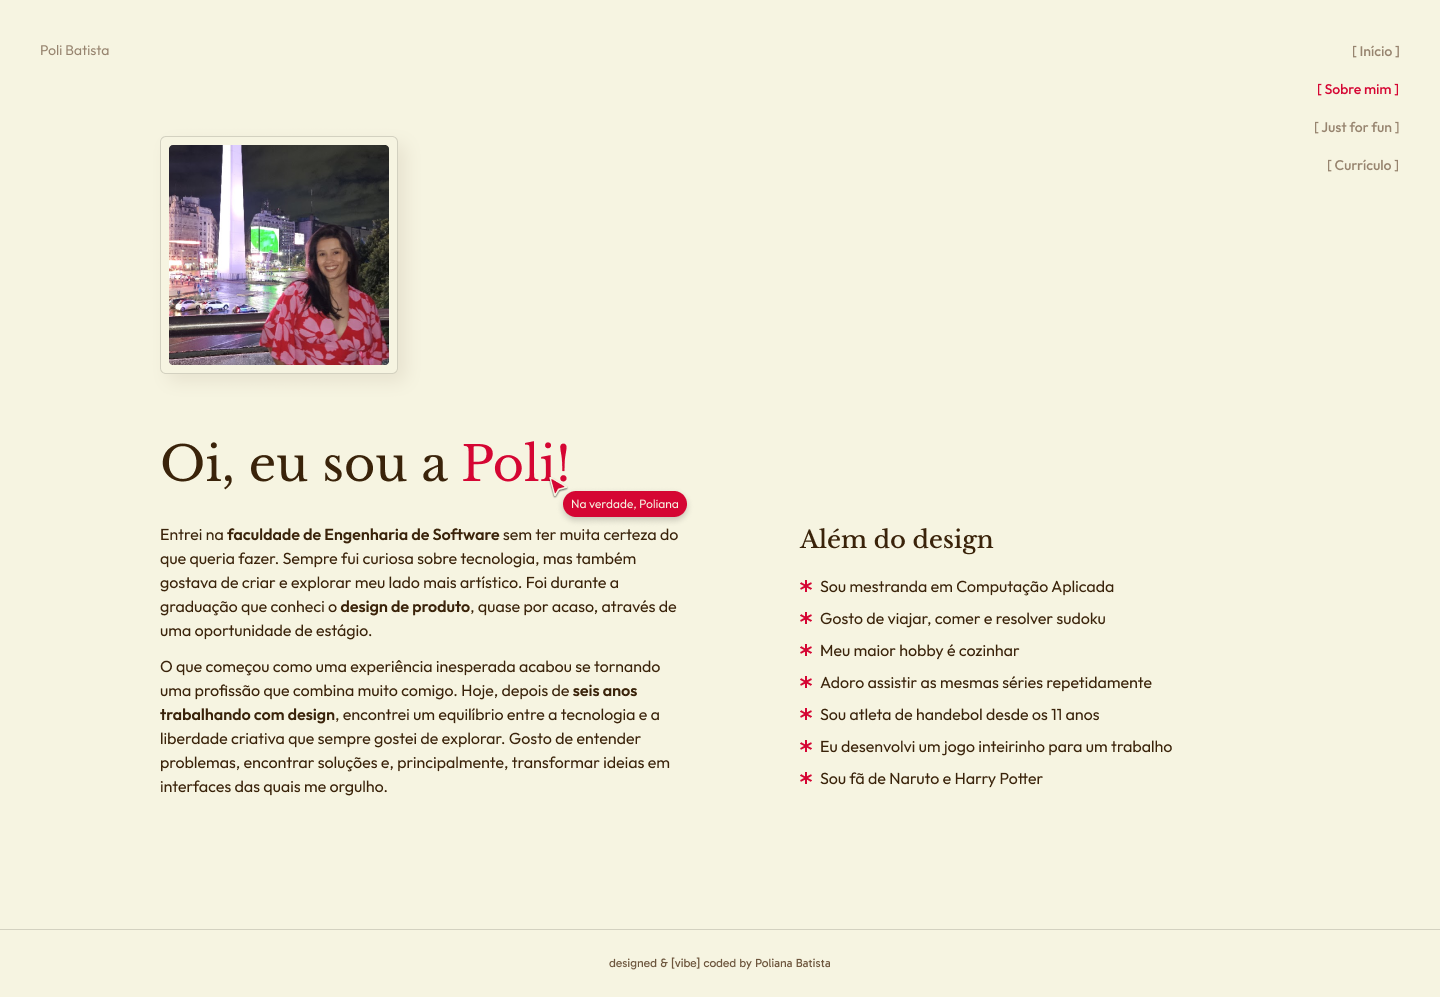 Poli Batista
[ Início ]
[ Sobre mim ]
[ Just for fun ]
[ Currículo ]
Oi, eu sou a Poli!
Na verdade, Poliana
Entrei na faculdade de Engenharia de Software sem ter muita certeza do
que queria fazer. Sempre fui curiosa sobre tecnologia, mas também
gostava de criar e explorar meu lado mais artístico. Foi durante a
graduação que conheci o design de produto, quase por acaso, através de
uma oportunidade de estágio.
O que começou como uma experiência inesperada acabou se tornando
uma profissão que combina muito comigo. Hoje, depois de seis anos
trabalhando com design, encontrei um equilíbrio entre a tecnologia e a
liberdade criativa que sempre gostei de explorar. Gosto de entender
problemas, encontrar soluções e, principalmente, transformar ideias em
interfaces das quais me orgulho.
Além do design
Sou mestranda em Computação Aplicada
Gosto de viajar, comer e resolver sudoku
Meu maior hobby é cozinhar
Adoro assistir as mesmas séries repetidamente
Sou atleta de handebol desde os 11 anos
Eu desenvolvi um jogo inteirinho para um trabalho
Sou fã de Naruto e Harry Potter
designed & [vibe] coded by Poliana Batista